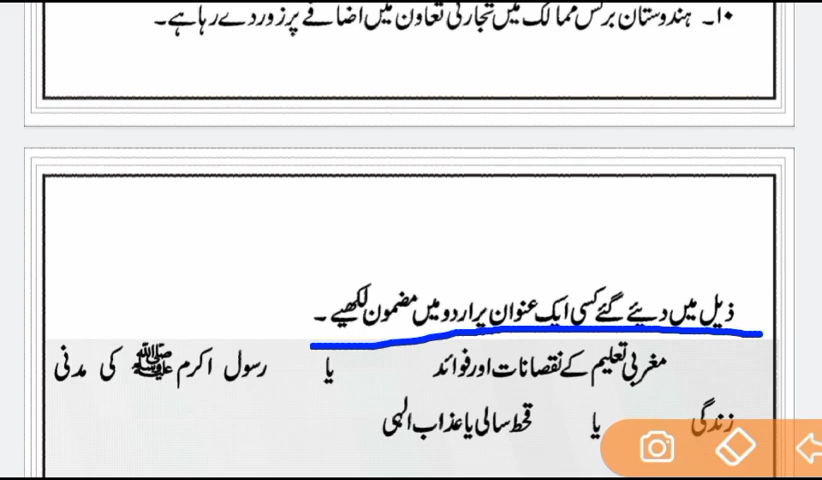 ۱۰۔ ہندوستان برکس ممالک میں تجارتی تعاون میں اضافے پر زور دے رہا ہے۔
ذیل میں دیئے گئے کسی ایک عنوان پر اردو میں مضمون لکھیے ۔
مغربی تعلیم کے نقصانات اور فوائد یا رسول اکرم ﷺ کی مدنی
زندگی یا قحط سالی یا عذاب الہی